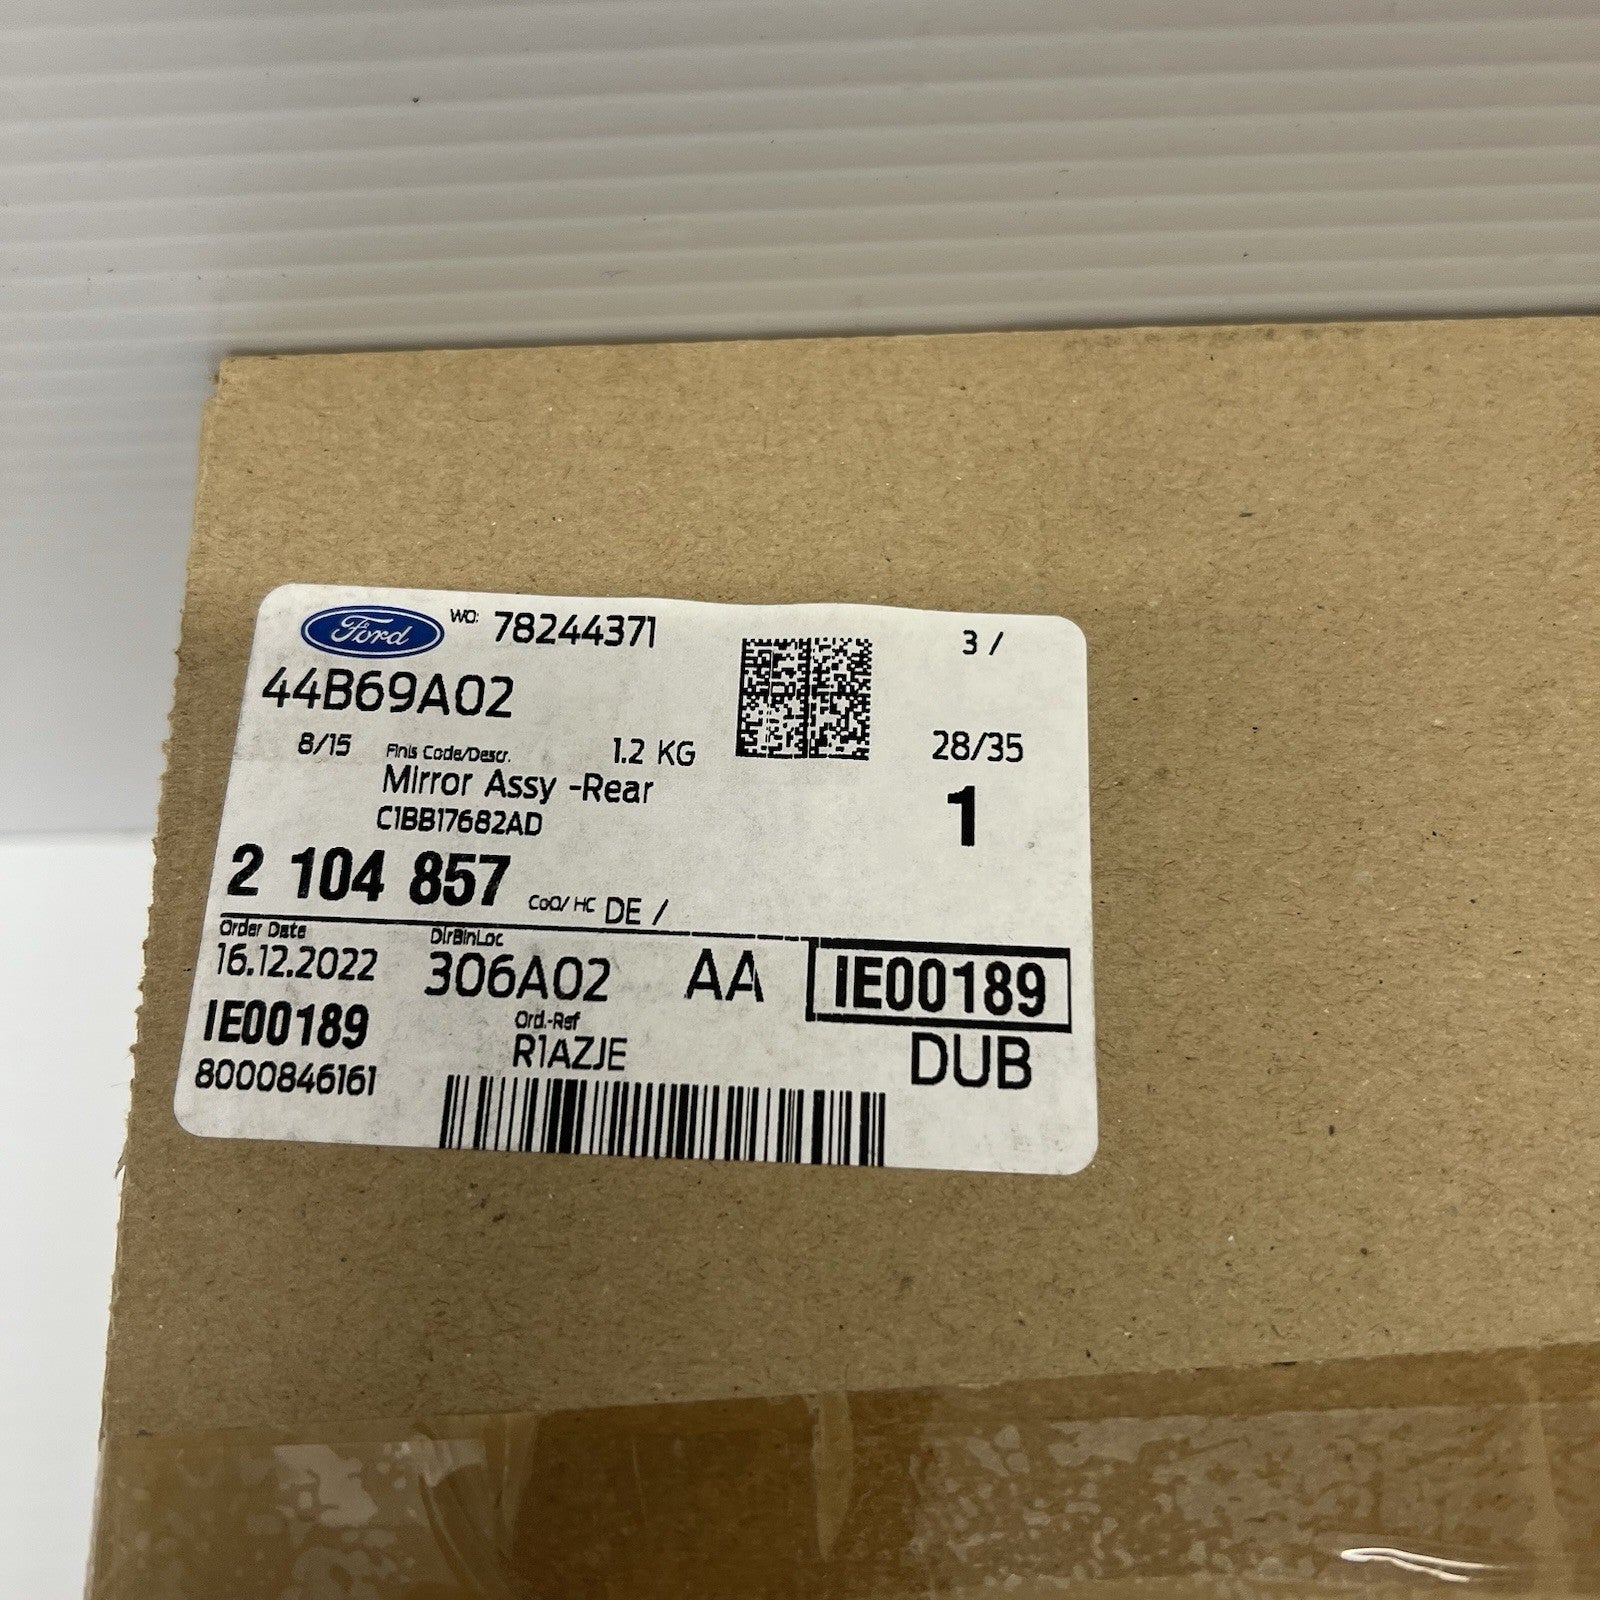 Ford WO: 78244371 3 /
44B69A02
8/15 Finis Code/Descr. 1.2 KG 28/35
Mirror Assy -Rear 1
C1BB17682AD
2 104 857 CoO/ HC DE /
Order Date DirBinLoc
16.12.2022 306A02 AA IE00189
IE00189 Ord.-Ref DUB
8000846161 R1AZJE